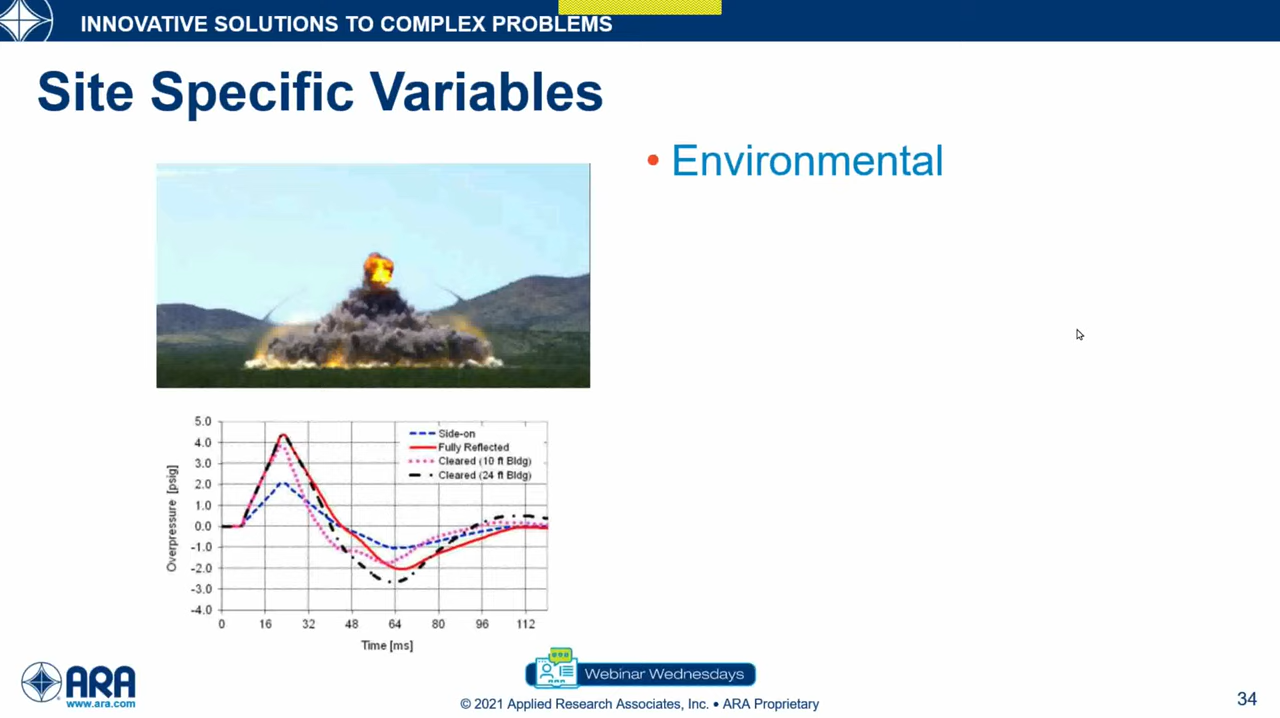 INNOVATIVE SOLUTIONS TO COMPLEX PROBLEMS
Site Specific Variables
• Environmental
5.0
4.0
3.0
2.0
1.0
0.0
-1.0
-2.0
-3.0
-4.0
Overpressure [psig]
Side-on
Fully Reflected
Cleared (10 ft Bldg)
Cleared (24 ft Bldg)
0 16 32 48 64 80 96 112
Time [ms]
ARA
www.ara.com
Webinar Wednesdays
© 2021 Applied Research Associates, Inc. • ARA Proprietary
34